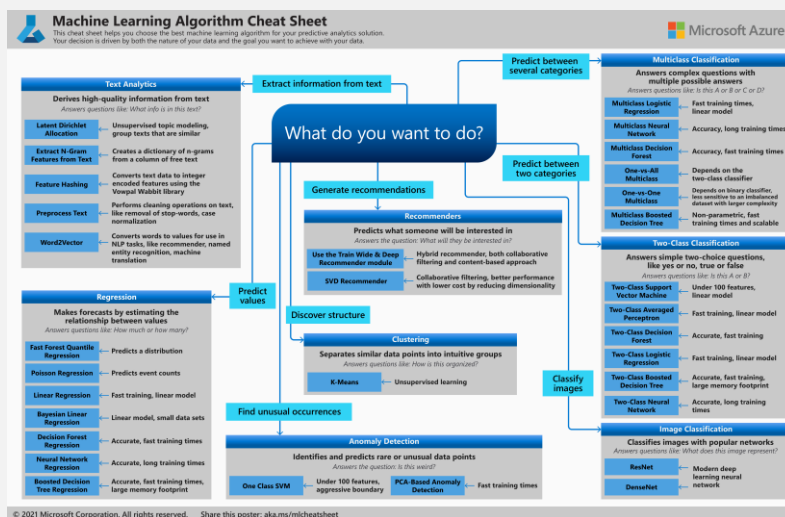 Machine Learning Algorithm Cheat Sheet
This cheat sheet helps you choose the best machine learning algorithm for your predictive analytics solution.
Your decision is driven by both the nature of your data and the goal you want to achieve with your data.
Microsoft Azure
What do you want to do?
Extract information from text
Text Analytics
Derives high-quality information from text
Answers questions like: What info is in this text?
Latent Dirichlet
Allocation
Unsupervised topic modeling,
group texts that are similar
Extract N-Gram
Features from Text
Creates a dictionary of n-grams
from a column of free text
Feature Hashing
Converts text data to integer
encoded features using the
Vowpal Wabbit library
Preprocess Text
Performs cleaning operations on text,
like removal of stop-words, case
normalization
Word2Vector
Converts words to values for use in
NLP tasks, like recommender, named
entity recognition, machine
translation
Predict
values
Regression
Makes forecasts by estimating the
relationship between values
Answers questions like: How much or how many?
Fast Forest Quantile
Regression
Predicts a distribution
Poisson Regression
Predicts event counts
Linear Regression
Fast training, linear model
Bayesian Linear
Regression
Linear model, small data sets
Decision Forest
Regression
Accurate, fast training times
Neural Network
Regression
Accurate, long training times
Boosted Decision
Tree Regression
Accurate, fast training times,
large memory footprint
Generate recommendations
Recommenders
Predicts what someone will be interested in
Answers the question: What will they be interested in?
Use the Train Wide & Deep
Recommender module
Hybrid recommender, both collaborative
filtering and content-based approach
SVD Recommender
Collaborative filtering, better performance
with lower cost by reducing dimensionality
Discover structure
Clustering
Separates similar data points into intuitive groups
Answers questions like: How is this organized?
K-Means
Unsupervised learning
Find unusual occurrences
Anomaly Detection
Identifies and predicts rare or unusual data points
Answers the question: Is this weird?
One Class SVM
Under 100 features,
aggressive boundary
PCA-Based Anomaly
Detection
Fast training times
Predict between
several categories
Multiclass Classification
Answers complex questions with
multiple possible answers
Answers questions like: Is this A or B or C or D?
Multiclass Logistic
Regression
Fast training times,
linear model
Multiclass Neural
Network
Accuracy, long training times
Multiclass Decision
Forest
Accuracy, fast training times
One-vs-All
Multiclass
Depends on the
two-class classifier
One-vs-One
Multiclass
Depends on binary classifier,
less sensitive to an imbalanced
dataset with larger complexity
Multiclass Boosted
Decision Tree
Non-parametric, fast
training times and scalable
Predict between
two categories
Two-Class Classification
Answers simple two-choice questions,
like yes or no, true or false
Answers questions like: Is this A or B?
Two-Class Support
Vector Machine
Under 100 features,
linear model
Two-Class Averaged
Perceptron
Fast training, linear model
Two-Class Decision
Forest
Accurate, fast training
Two-Class Logistic
Regression
Fast training, linear model
Two-Class Boosted
Decision Tree
Accurate, fast training,
large memory footprint
Two-Class Neural
Network
Accurate, long training
times
Classify
images
Image Classification
Classifies images with popular networks
Answers questions like: What does this image represent?
ResNet
DenseNet
Modern deep
learning neural
network
© 2021 Microsoft Corporation. All rights reserved. Share this poster: aka.ms/mlcheatsheet